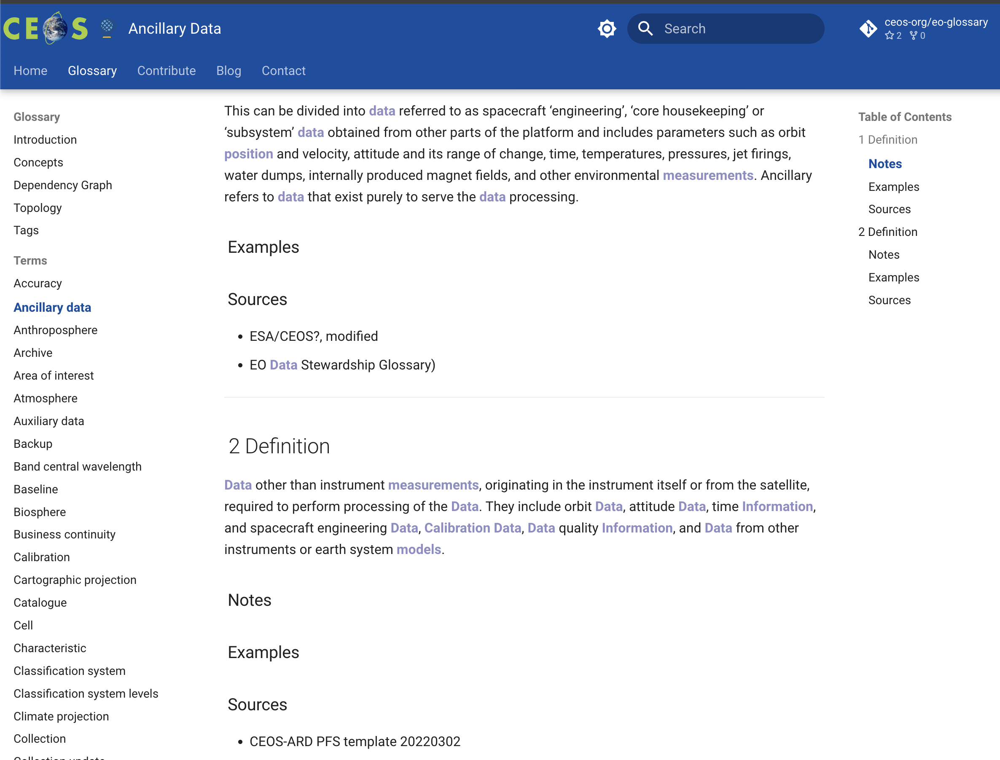 CEOS
Ancillary Data
Search
ceos-org/eo-glossary
2 0
Home Glossary Contribute Blog Contact
Glossary
Introduction
Concepts
Dependency Graph
Topology
Tags
Terms
Accuracy
Ancillary data
Anthroposphere
Archive
Area of interest
Atmosphere
Auxiliary data
Backup
Band central wavelength
Baseline
Biosphere
Business continuity
Calibration
Cartographic projection
Catalogue
Cell
Characteristic
Classification system
Classification system levels
Climate projection
Collection
Collection update
This can be divided into data referred to as spacecraft ‘engineering’, ‘core housekeeping’ or
‘subsystem’ data obtained from other parts of the platform and includes parameters such as orbit
position and velocity, attitude and its range of change, time, temperatures, pressures, jet firings,
water dumps, internally produced magnet fields, and other environmental measurements. Ancillary
refers to data that exist purely to serve the data processing.
Examples
Sources
• ESA/CEOS?, modified
• EO Data Stewardship Glossary)
2 Definition
Data other than instrument measurements, originating in the instrument itself or from the satellite,
required to perform processing of the Data. They include orbit Data, attitude Data, time Information,
and spacecraft engineering Data, Calibration Data, Data quality Information, and Data from other
instruments or earth system models.
Notes
Examples
Sources
• CEOS-ARD PFS template 20220302
Table of Contents
1 Definition
Notes
Examples
Sources
2 Definition
Notes
Examples
Sources